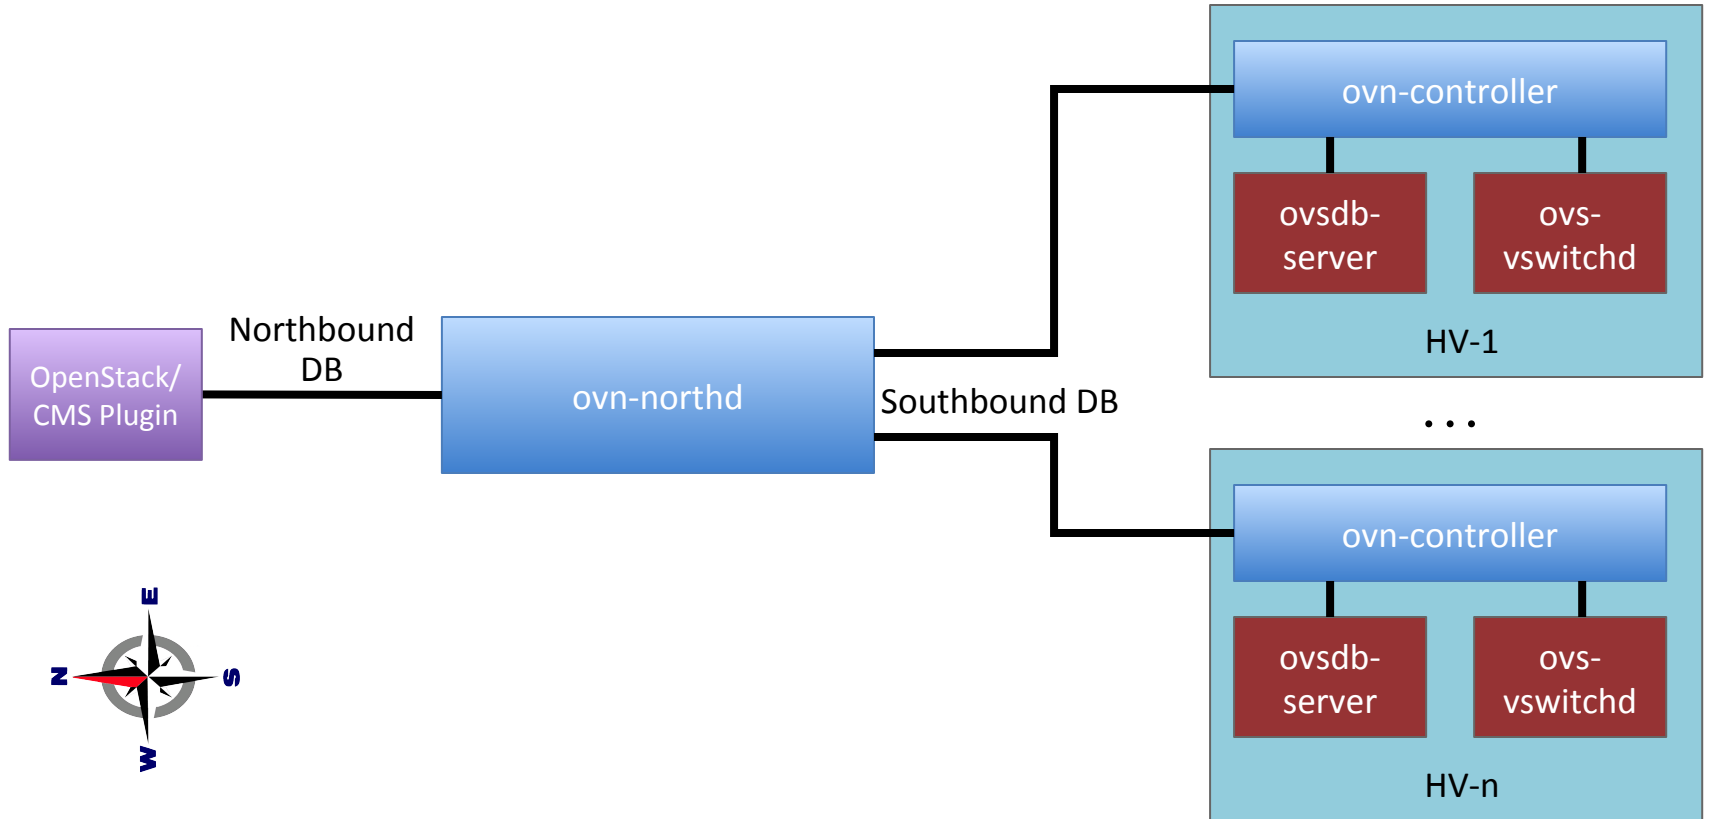 ovn-controller
ovsdb-
server
ovs-
vswitchd
HV-1
OpenStack/
CMS Plugin
Northbound
DB
ovn-northd
Southbound DB
...
ovn-controller
ovsdb-
server
ovs-
vswitchd
HV-n
E
N
S
W